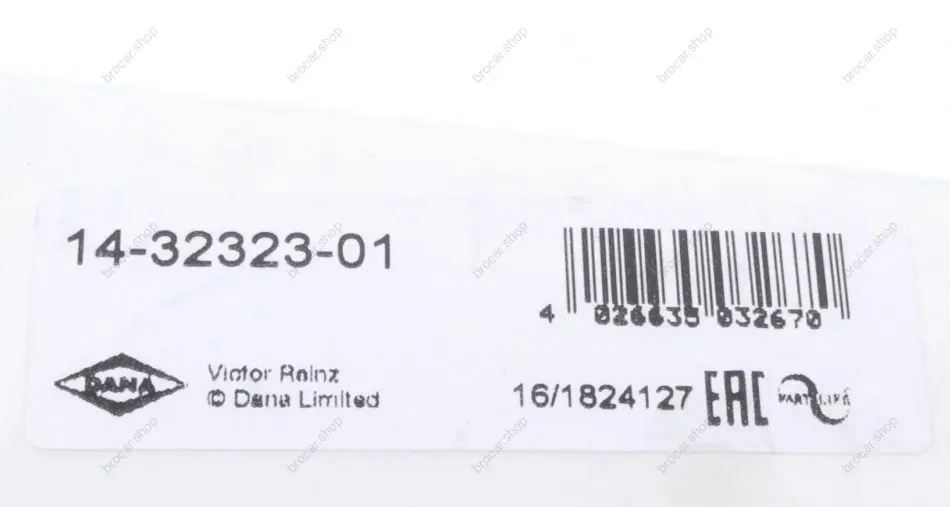 14-32323-01
4 026635 032670
DANA
Victor Reinz
© Dana Limited
16/1824127 EAC
brocar.shop